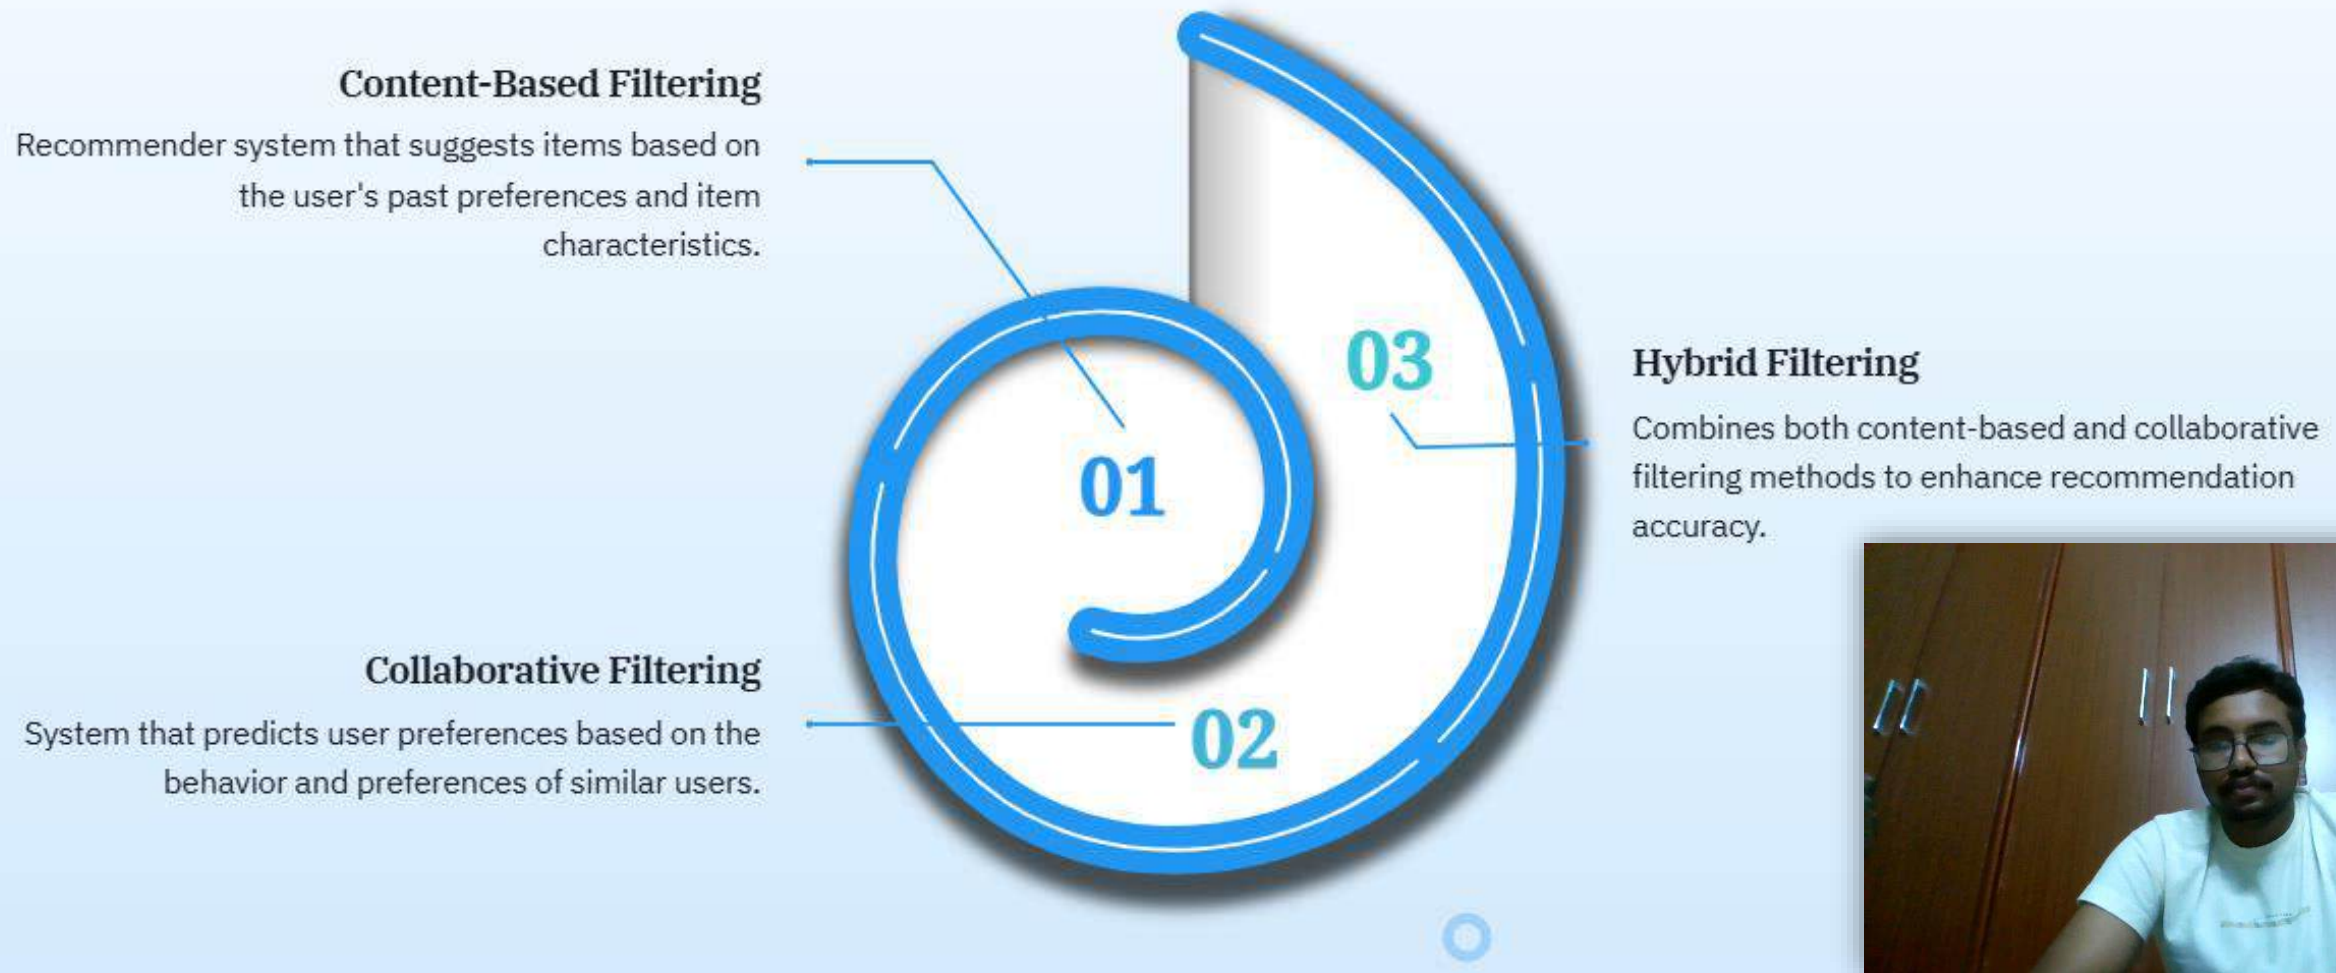 Content-Based Filtering
Recommender system that suggests items based on
the user's past preferences and item
characteristics.
01
03
Hybrid Filtering
Combines both content-based and collaborative
filtering methods to enhance recommendation
accuracy.
Collaborative Filtering
System that predicts user preferences based on the
behavior and preferences of similar users.
02